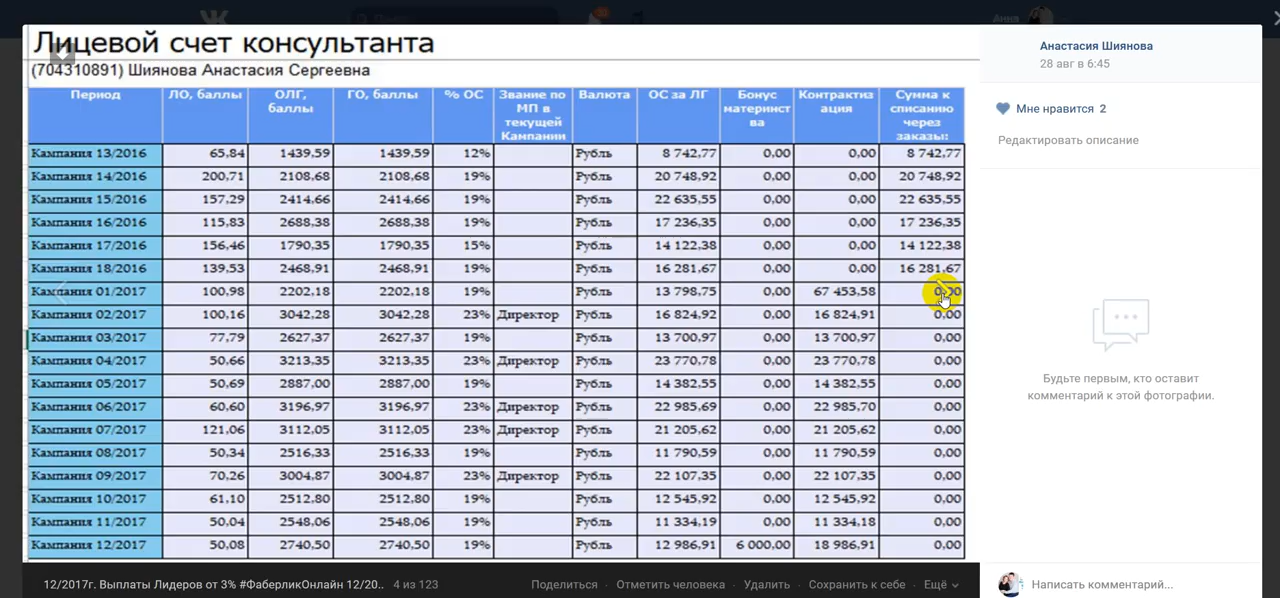 Лицевой счет консультанта
(704310891) Шиянова Анастасия Сергеевна
Период ЛО, баллы ОЛГ, баллы ГО, баллы % ОС Звание по МП в текущей Кампании Валюта ОС за ЛГ Бонус материнства Контрактизация Сумма к списанию через заказы:
Кампания 13/2016 65,84 1439,59 1439,59 12% Рубль 8 742,77 0,00 0,00 8 742,77
Кампания 14/2016 200,71 2108,68 2108,68 19% Рубль 20 748,92 0,00 0,00 20 748,92
Кампания 15/2016 157,29 2414,66 2414,66 19% Рубль 22 635,55 0,00 0,00 22 635,55
Кампания 16/2016 115,83 2688,38 2688,38 19% Рубль 17 236,35 0,00 0,00 17 236,35
Кампания 17/2016 156,46 1790,35 1790,35 15% Рубль 14 122,38 0,00 0,00 14 122,38
Кампания 18/2016 139,53 2468,91 2468,91 19% Рубль 16 281,67 0,00 0,00 16 281,67
Кампания 01/2017 100,98 2202,18 2202,18 19% Рубль 13 798,75 0,00 67 453,58 0,00
Кампания 02/2017 100,16 3042,28 3042,28 23% Директор Рубль 16 824,92 0,00 16 824,91 0,00
Кампания 03/2017 77,79 2627,37 2627,37 19% Рубль 13 700,97 0,00 13 700,97 0,00
Кампания 04/2017 50,66 3213,35 3213,35 23% Директор Рубль 23 770,78 0,00 23 770,78 0,00
Кампания 05/2017 50,69 2887,00 2887,00 19% Рубль 14 382,55 0,00 14 382,55 0,00
Кампания 06/2017 60,60 3196,97 3196,97 23% Директор Рубль 22 985,69 0,00 22 985,70 0,00
Кампания 07/2017 121,06 3112,05 3112,05 23% Директор Рубль 21 205,62 0,00 21 205,62 0,00
Кампания 08/2017 50,34 2516,33 2516,33 19% Рубль 11 790,59 0,00 11 790,59 0,00
Кампания 09/2017 70,26 3004,87 3004,87 23% Директор Рубль 22 107,35 0,00 22 107,35 0,00
Кампания 10/2017 61,10 2512,80 2512,80 19% Рубль 12 545,92 0,00 12 545,92 0,00
Кампания 11/2017 50,04 2548,06 2548,06 19% Рубль 11 334,19 0,00 11 334,18 0,00
Кампания 12/2017 50,08 2740,50 2740,50 19% Рубль 12 986,91 6 000,00 18 986,91 0,00
12/2017г. Выплаты Лидеров от 3% #ФаберликОнлайн 12/20.. 4 из 123 Поделиться · Отметить человека · Удалить · Сохранить к себе · Ещё
Анастасия Шиянова
28 авг в 6:45
Мне нравится 2
Редактировать описание
Будьте первым, кто оставит
комментарий к этой фотографии.
Написать комментарий...